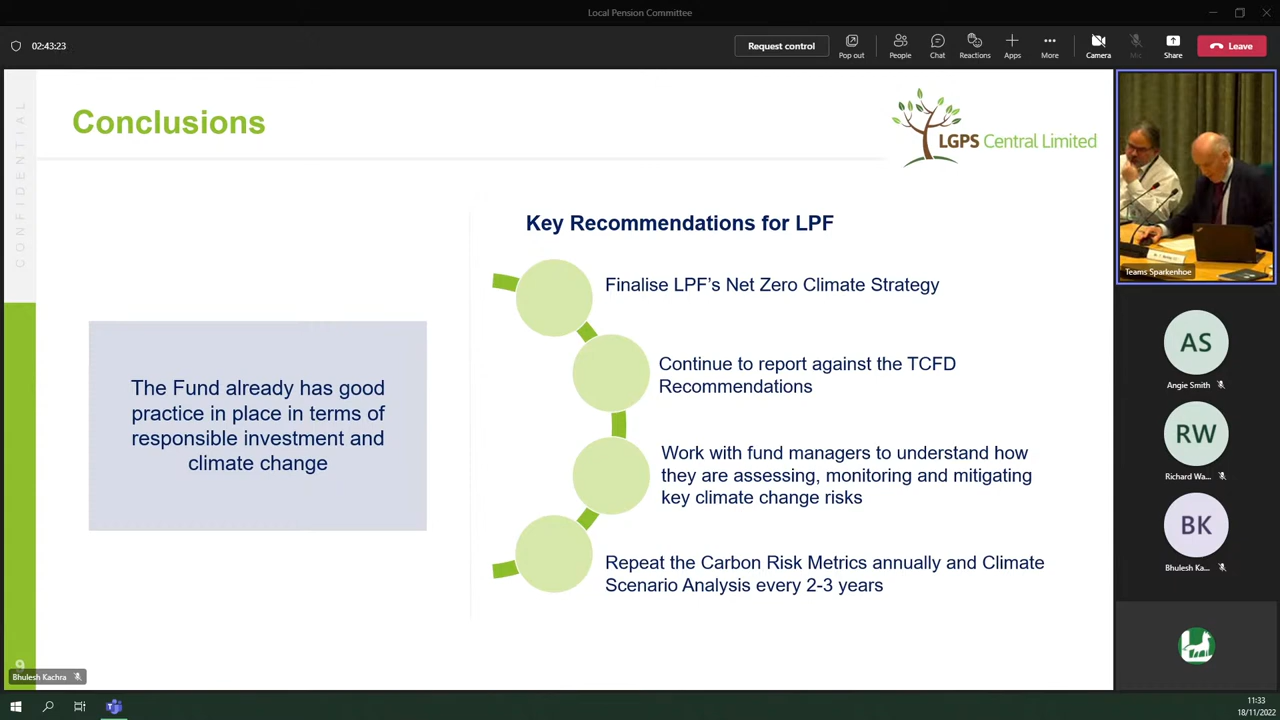 Local Pension Committee
02:43:23
Request control
Pop out
People
Chat
Reactions
Apps
More
Camera
Mic
Share
Leave
CONFIDENTIAL
Conclusions
LGPS Central Limited
Key Recommendations for LPF
Finalise LPF's Net Zero Climate Strategy
Continue to report against the TCFD
Recommendations
The Fund already has good
practice in place in terms of
responsible investment and
climate change
Work with fund managers to understand how
they are assessing, monitoring and mitigating
key climate change risks
Repeat the Carbon Risk Metrics annually and Climate
Scenario Analysis every 2-3 years
9
Bhulesh Kachra
Teams Sparkenhoe
AS
Angie Smith
RW
Richard Wa...
BK
Bhulesh Ka...
11:33
18/11/2022